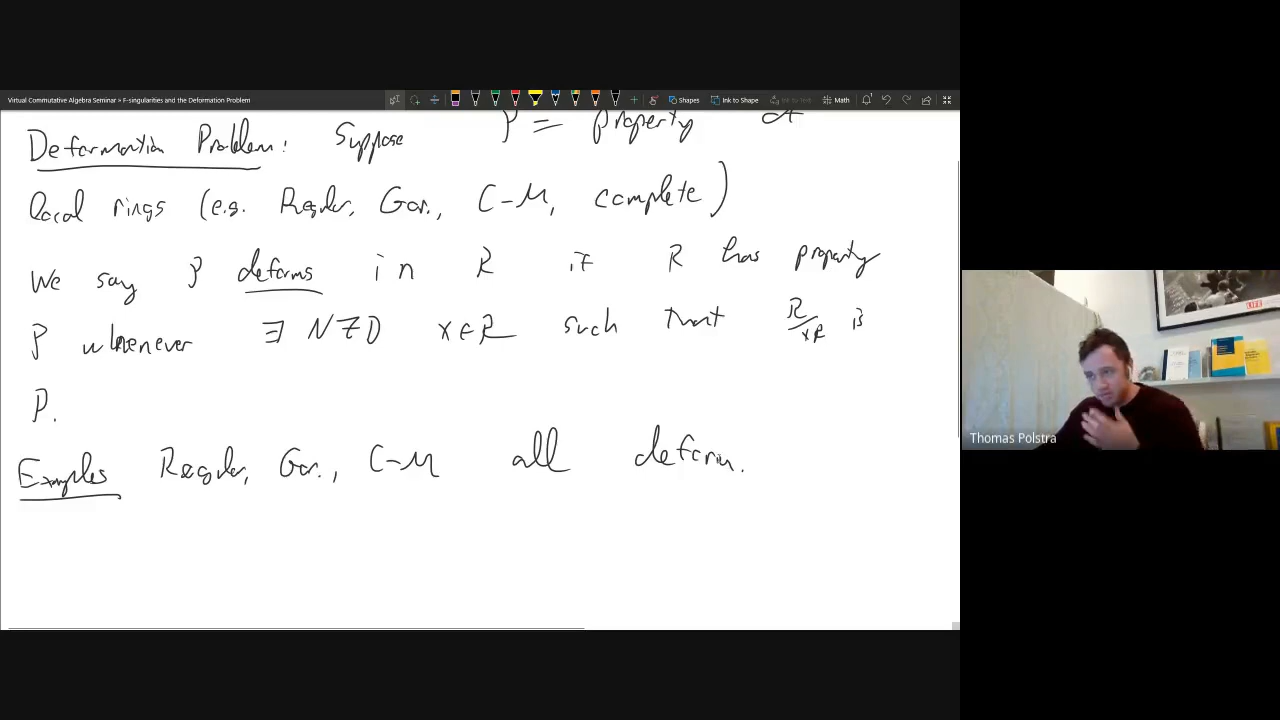 Virtual Commutative Algebra Seminar > F-singularities and the Deformation Problem
Shapes Ink to Shape Math
Deformation Problem: Suppose P = property of
local rings (e.g. Regular, Gor., C-M, complete)
We say P deforms in R if R has property
P whenever ∃ NZD x∈R such that R/xR is
P.
Examples Regular, Gor., C-M all deform.
LIFE
Thomas Polstra